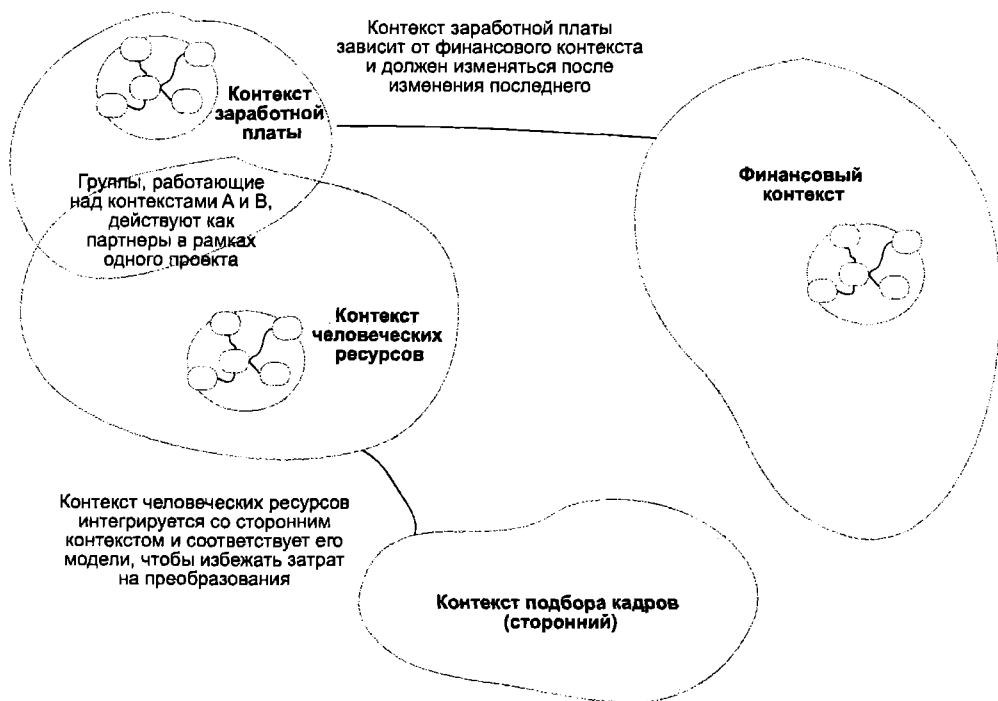 Контекст заработной платы
зависит от финансового контекста
и должен изменяться после
изменения последнего
Контекст
заработной
платы
Группы, работающие
над контекстами А и В,
действуют как
партнеры в рамках
одного проекта
Финансовый
контекст
Контекст
человеческих
ресурсов
Контекст человеческих ресурсов
интегрируется со сторонним
контекстом и соответствует его
модели, чтобы избежать затрат
на преобразования
Контекст подбора кадров
(сторонний)